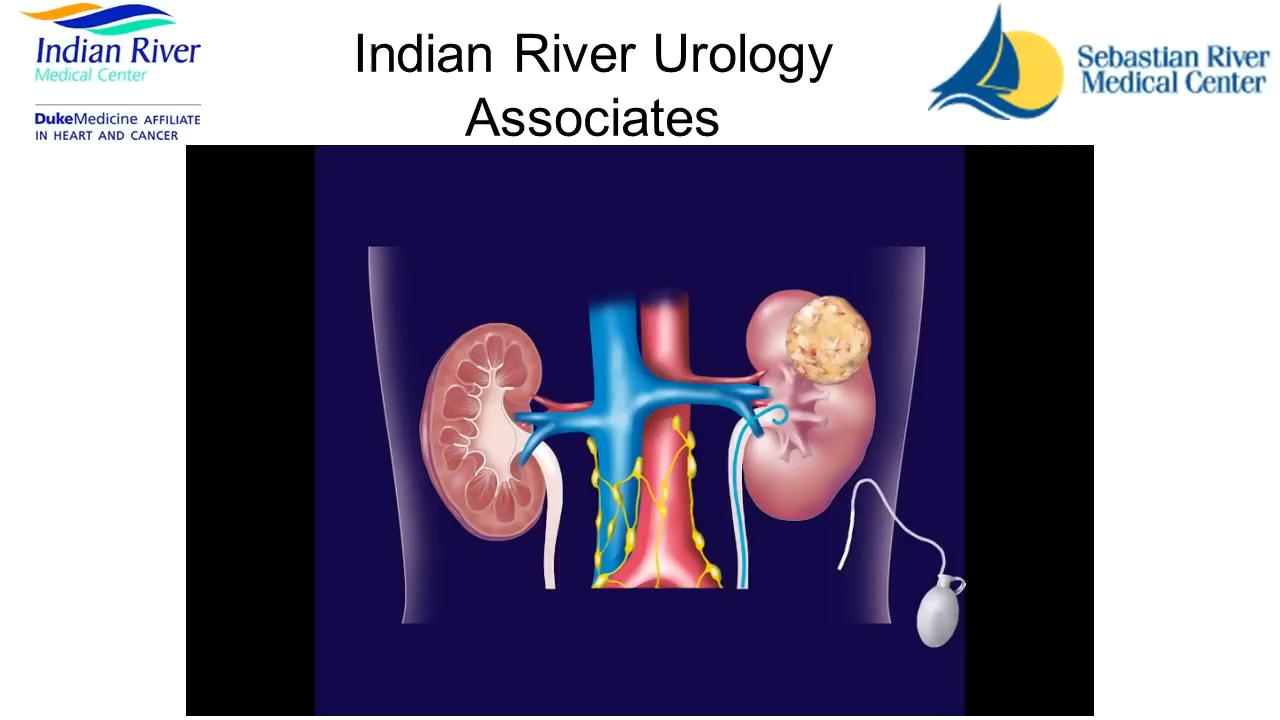 Indian River
Medical Center
DukeMedicine AFFILIATE
IN HEART AND CANCER
Indian River Urology
Associates
Sebastian River
Medical Center